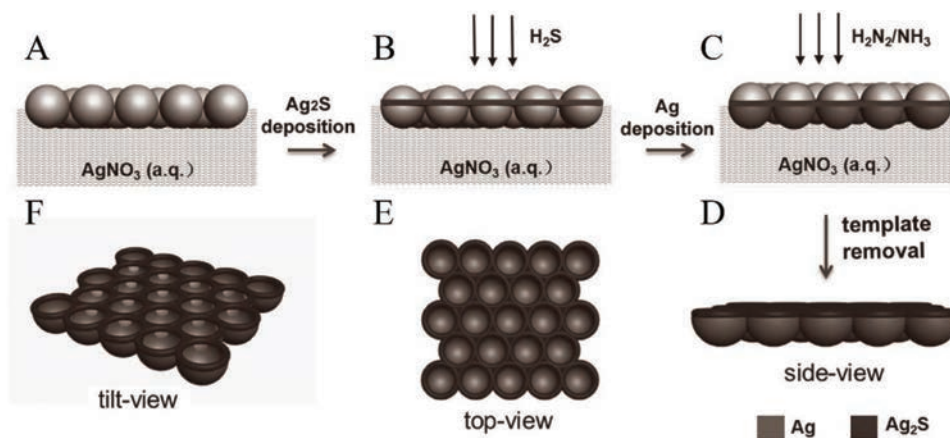 A
B
H₂S
C
H₂N₂/NH₃
Ag₂S
deposition
Ag
deposition
AgNO₃ (a.q.)
AgNO₃ (a.q.)
AgNO₃ (a.q.)
F
E
D
template
removal
tilt-view
top-view
side-view
Ag
Ag₂S